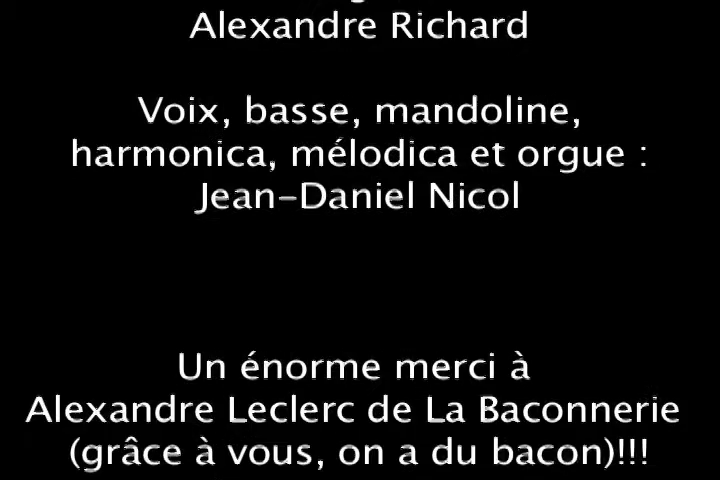 Alexandre Richard
Voix, basse, mandoline,
harmonica, mélodica et orgue :
Jean-Daniel Nicol
Un énorme merci à
Alexandre Leclerc de La Baconnerie
(grâce à vous, on a du bacon)!!!